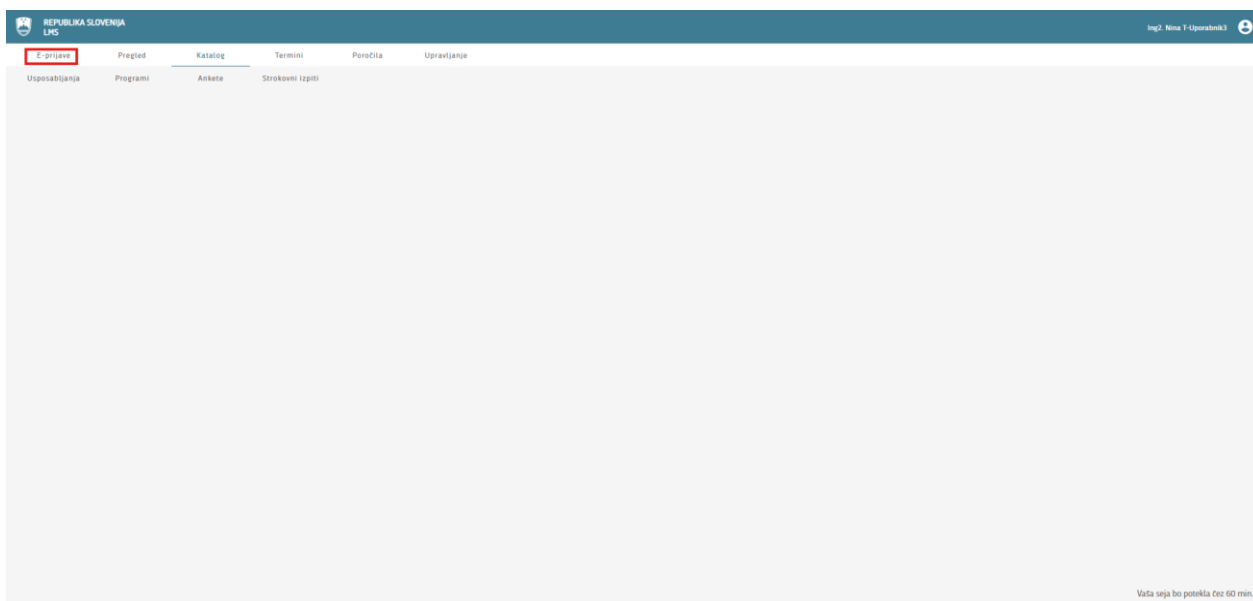 REPUBLIKA SLOVENIJA
LMS
Ing2. Nina T-Uporabnik3
E-prijave Pregled Katalog Termini Poročila Upravljanje
Usposabljanja Programi Ankete Strokovni izpiti
Vaša seja bo potekla čez 60 min.